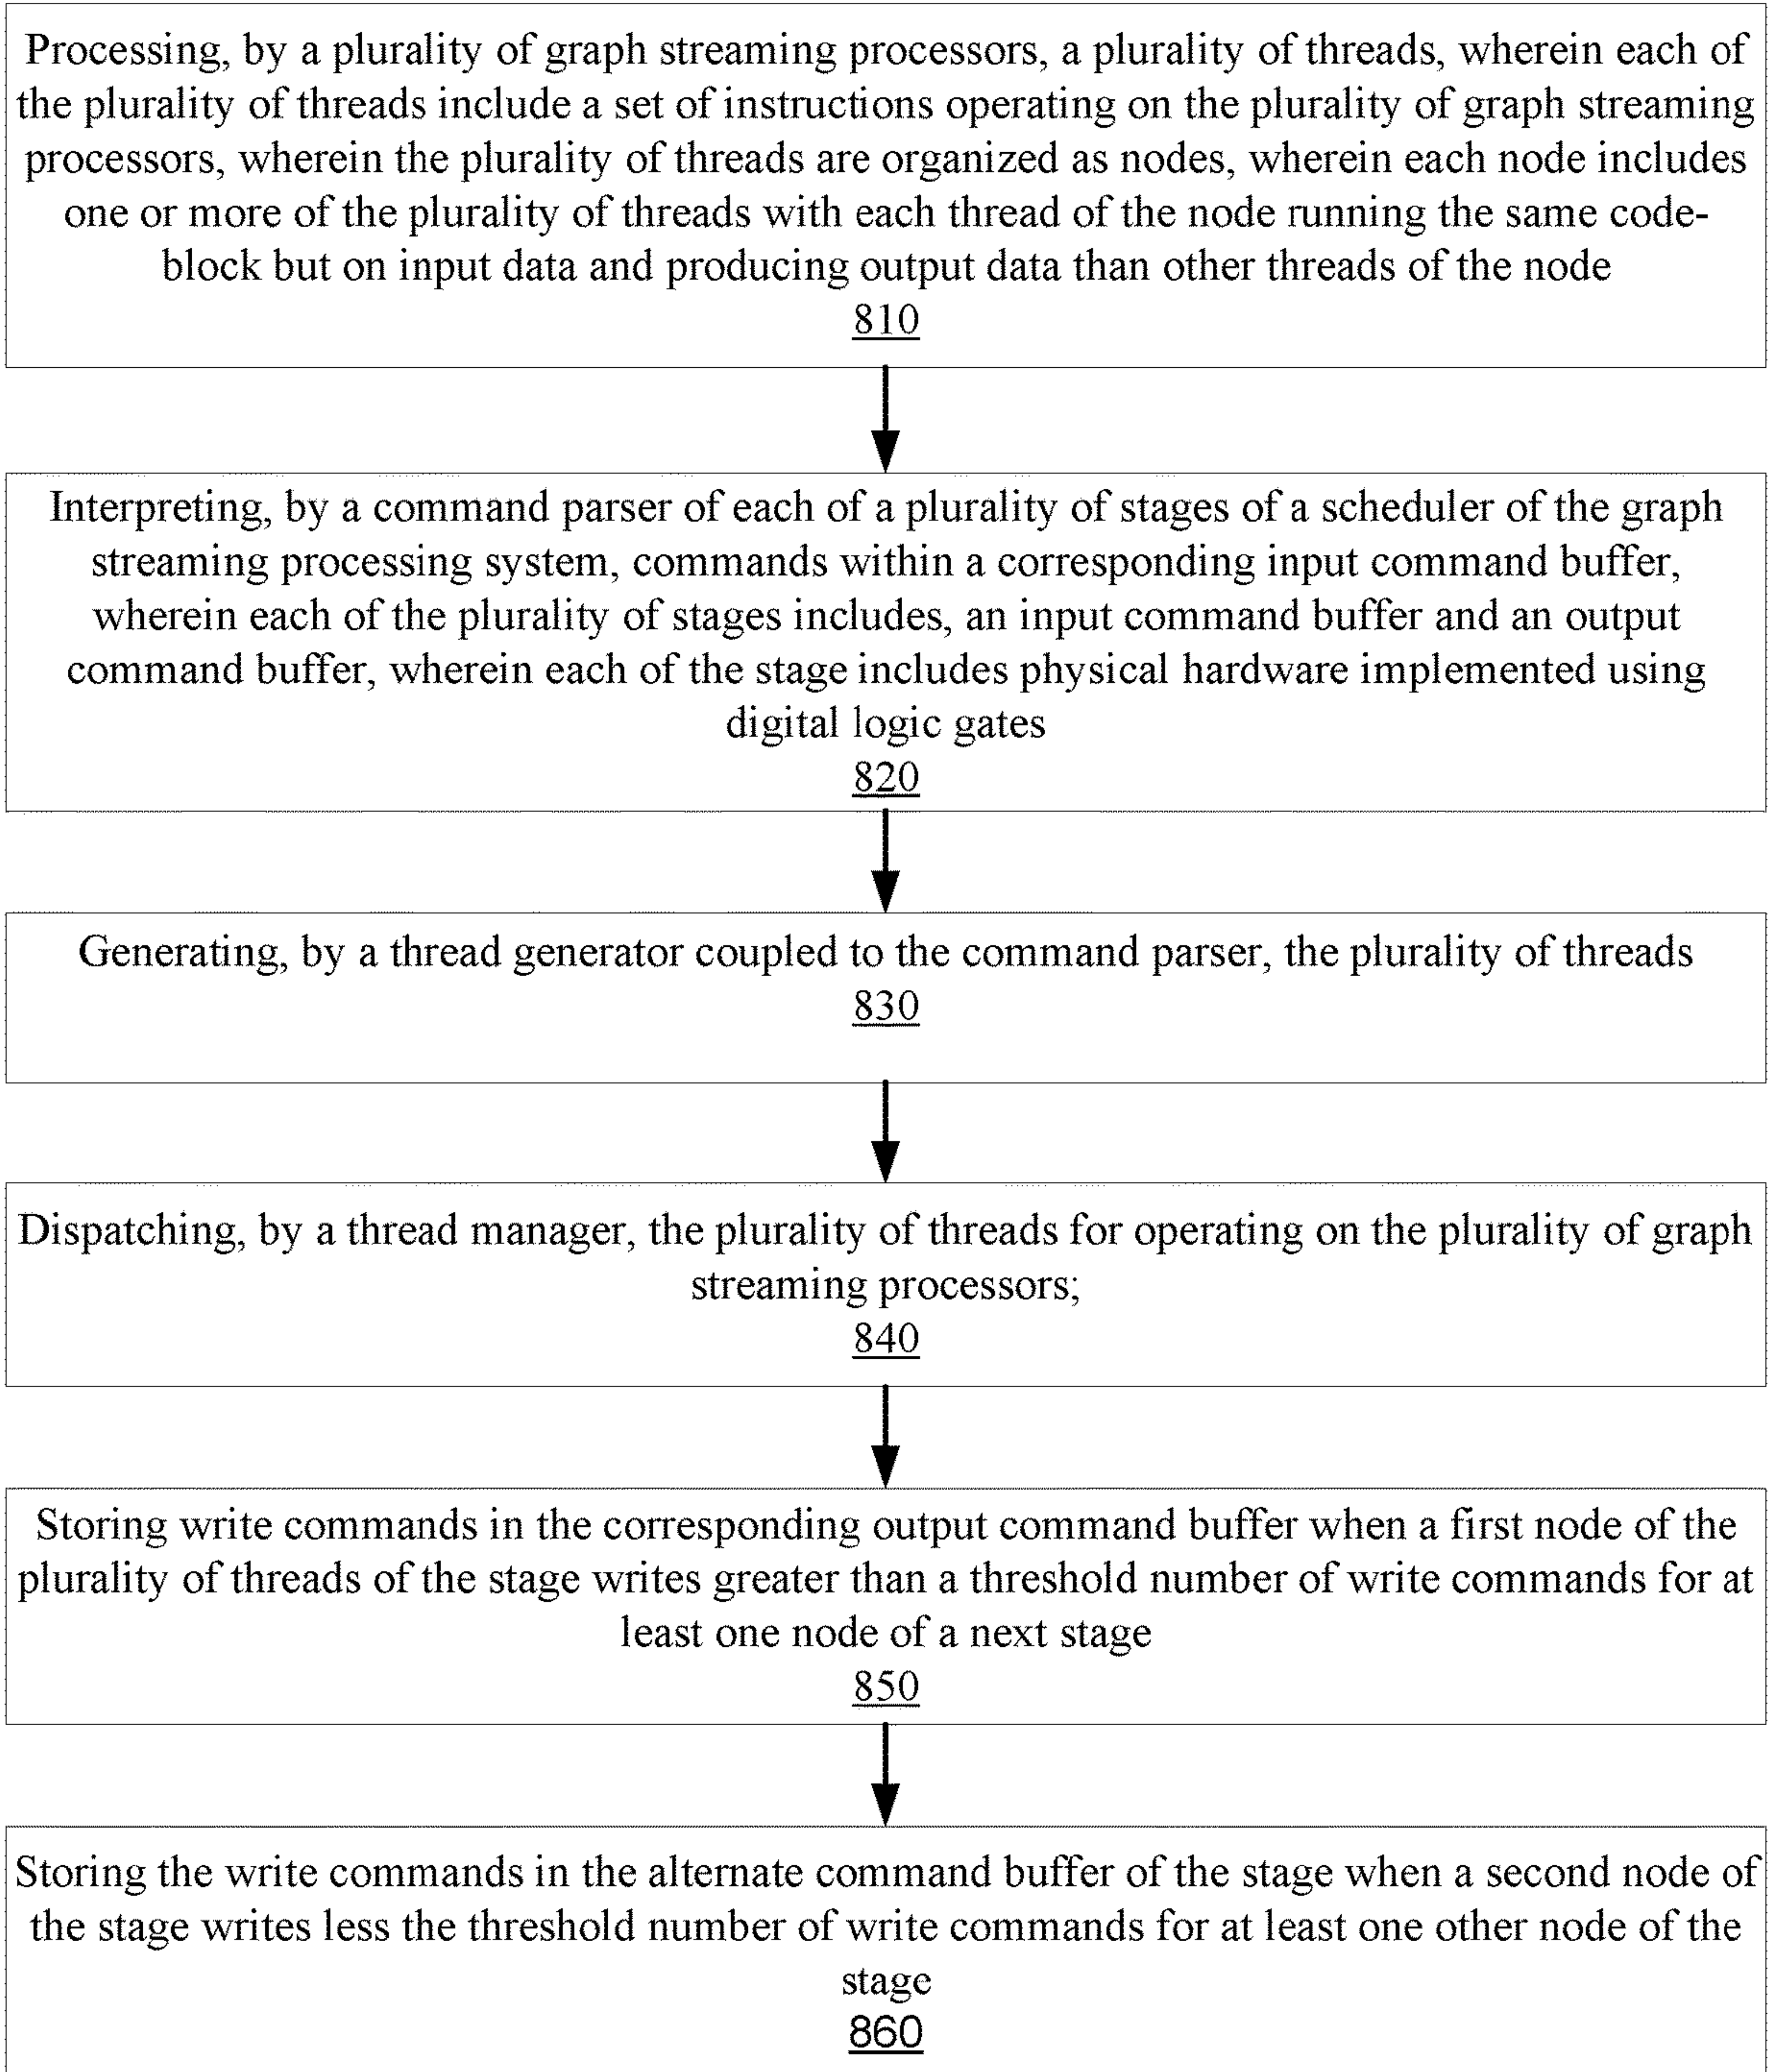 Processing, by a plurality of graph streaming processors, a plurality of threads, wherein each of
the plurality of threads include a set of instructions operating on the plurality of graph streaming
processors, wherein the plurality of threads are organized as nodes, wherein each node includes
one or more of the plurality of threads with each thread of the node running the same code-
block but on input data and producing output data than other threads of the node
810
Interpreting, by a command parser of each of a plurality of stages of a scheduler of the graph
streaming processing system, commands within a corresponding input command buffer,
wherein each of the plurality of stages includes, an input command buffer and an output
command buffer, wherein each of the stage includes physical hardware implemented using
digital logic gates
820
Generating, by a thread generator coupled to the command parser, the plurality of threads
830
Dispatching, by a thread manager, the plurality of threads for operating on the plurality of graph
streaming processors;
840
Storing write commands in the corresponding output command buffer when a first node of the
plurality of threads of the stage writes greater than a threshold number of write commands for at
least one node of a next stage
850
Storing the write commands in the alternate command buffer of the stage when a second node of
the stage writes less the threshold number of write commands for at least one other node of the
stage
860